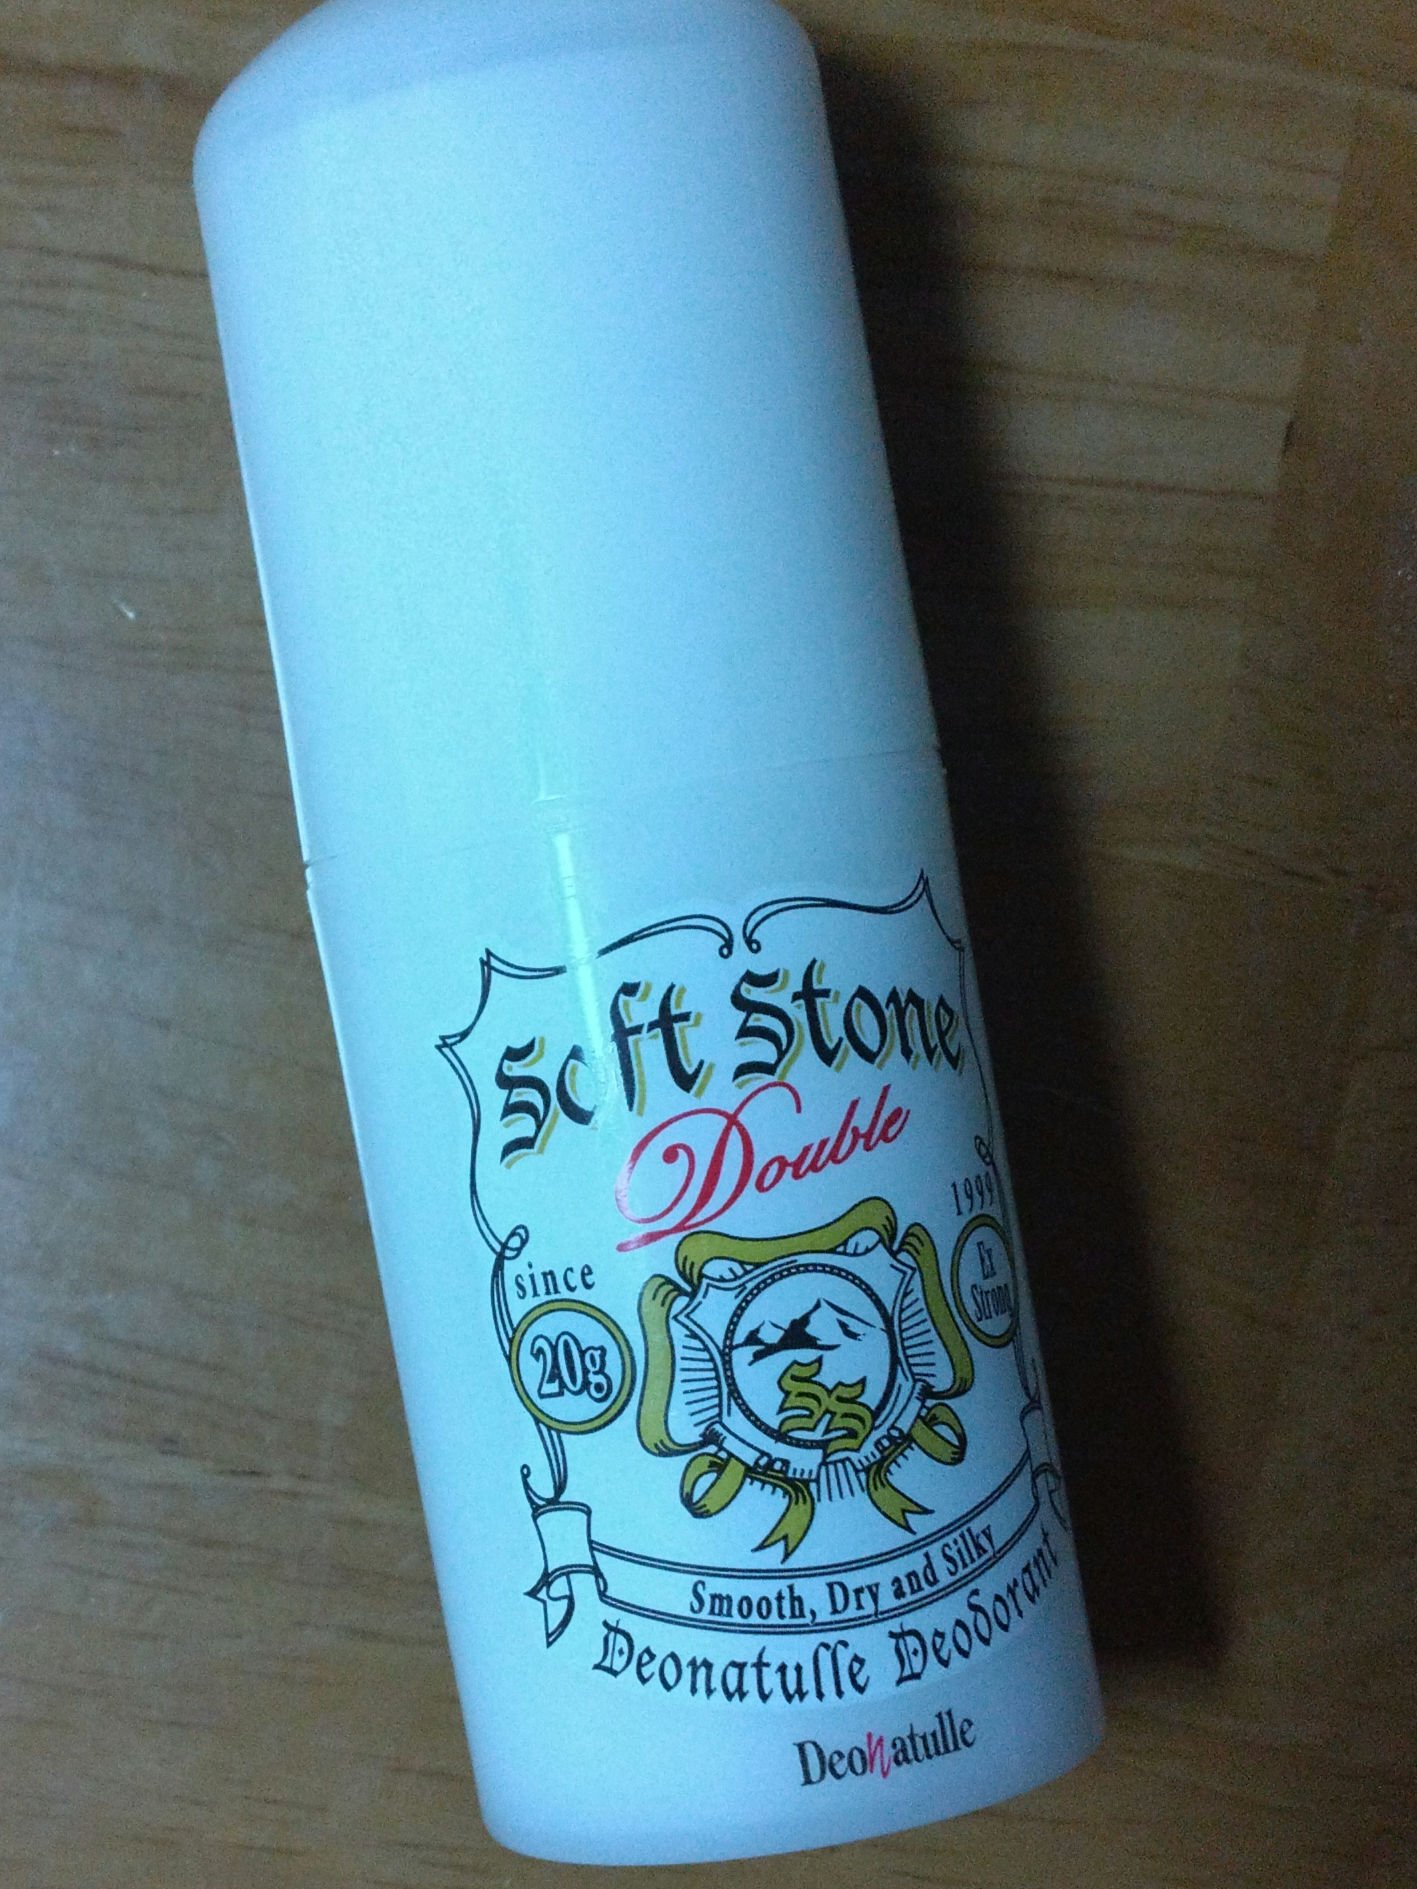 Soft Stone
Double
since
1999
20g
Ex
Strong
SS
Smooth, Dry and Silky
Deonatulle Deodorant
Deonatulle